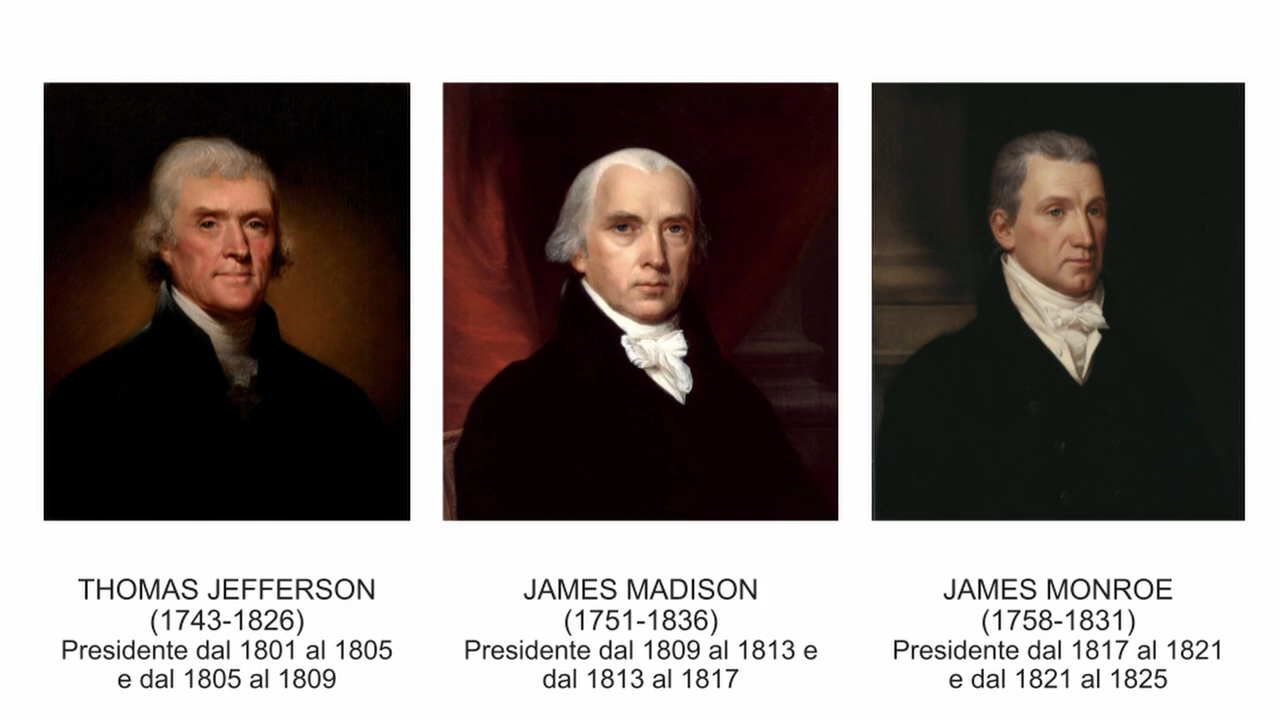 THOMAS JEFFERSON
(1743-1826)
Presidente dal 1801 al 1805
e dal 1805 al 1809
JAMES MADISON
(1751-1836)
Presidente dal 1809 al 1813 e
dal 1813 al 1817
JAMES MONROE
(1758-1831)
Presidente dal 1817 al 1821
e dal 1821 al 1825